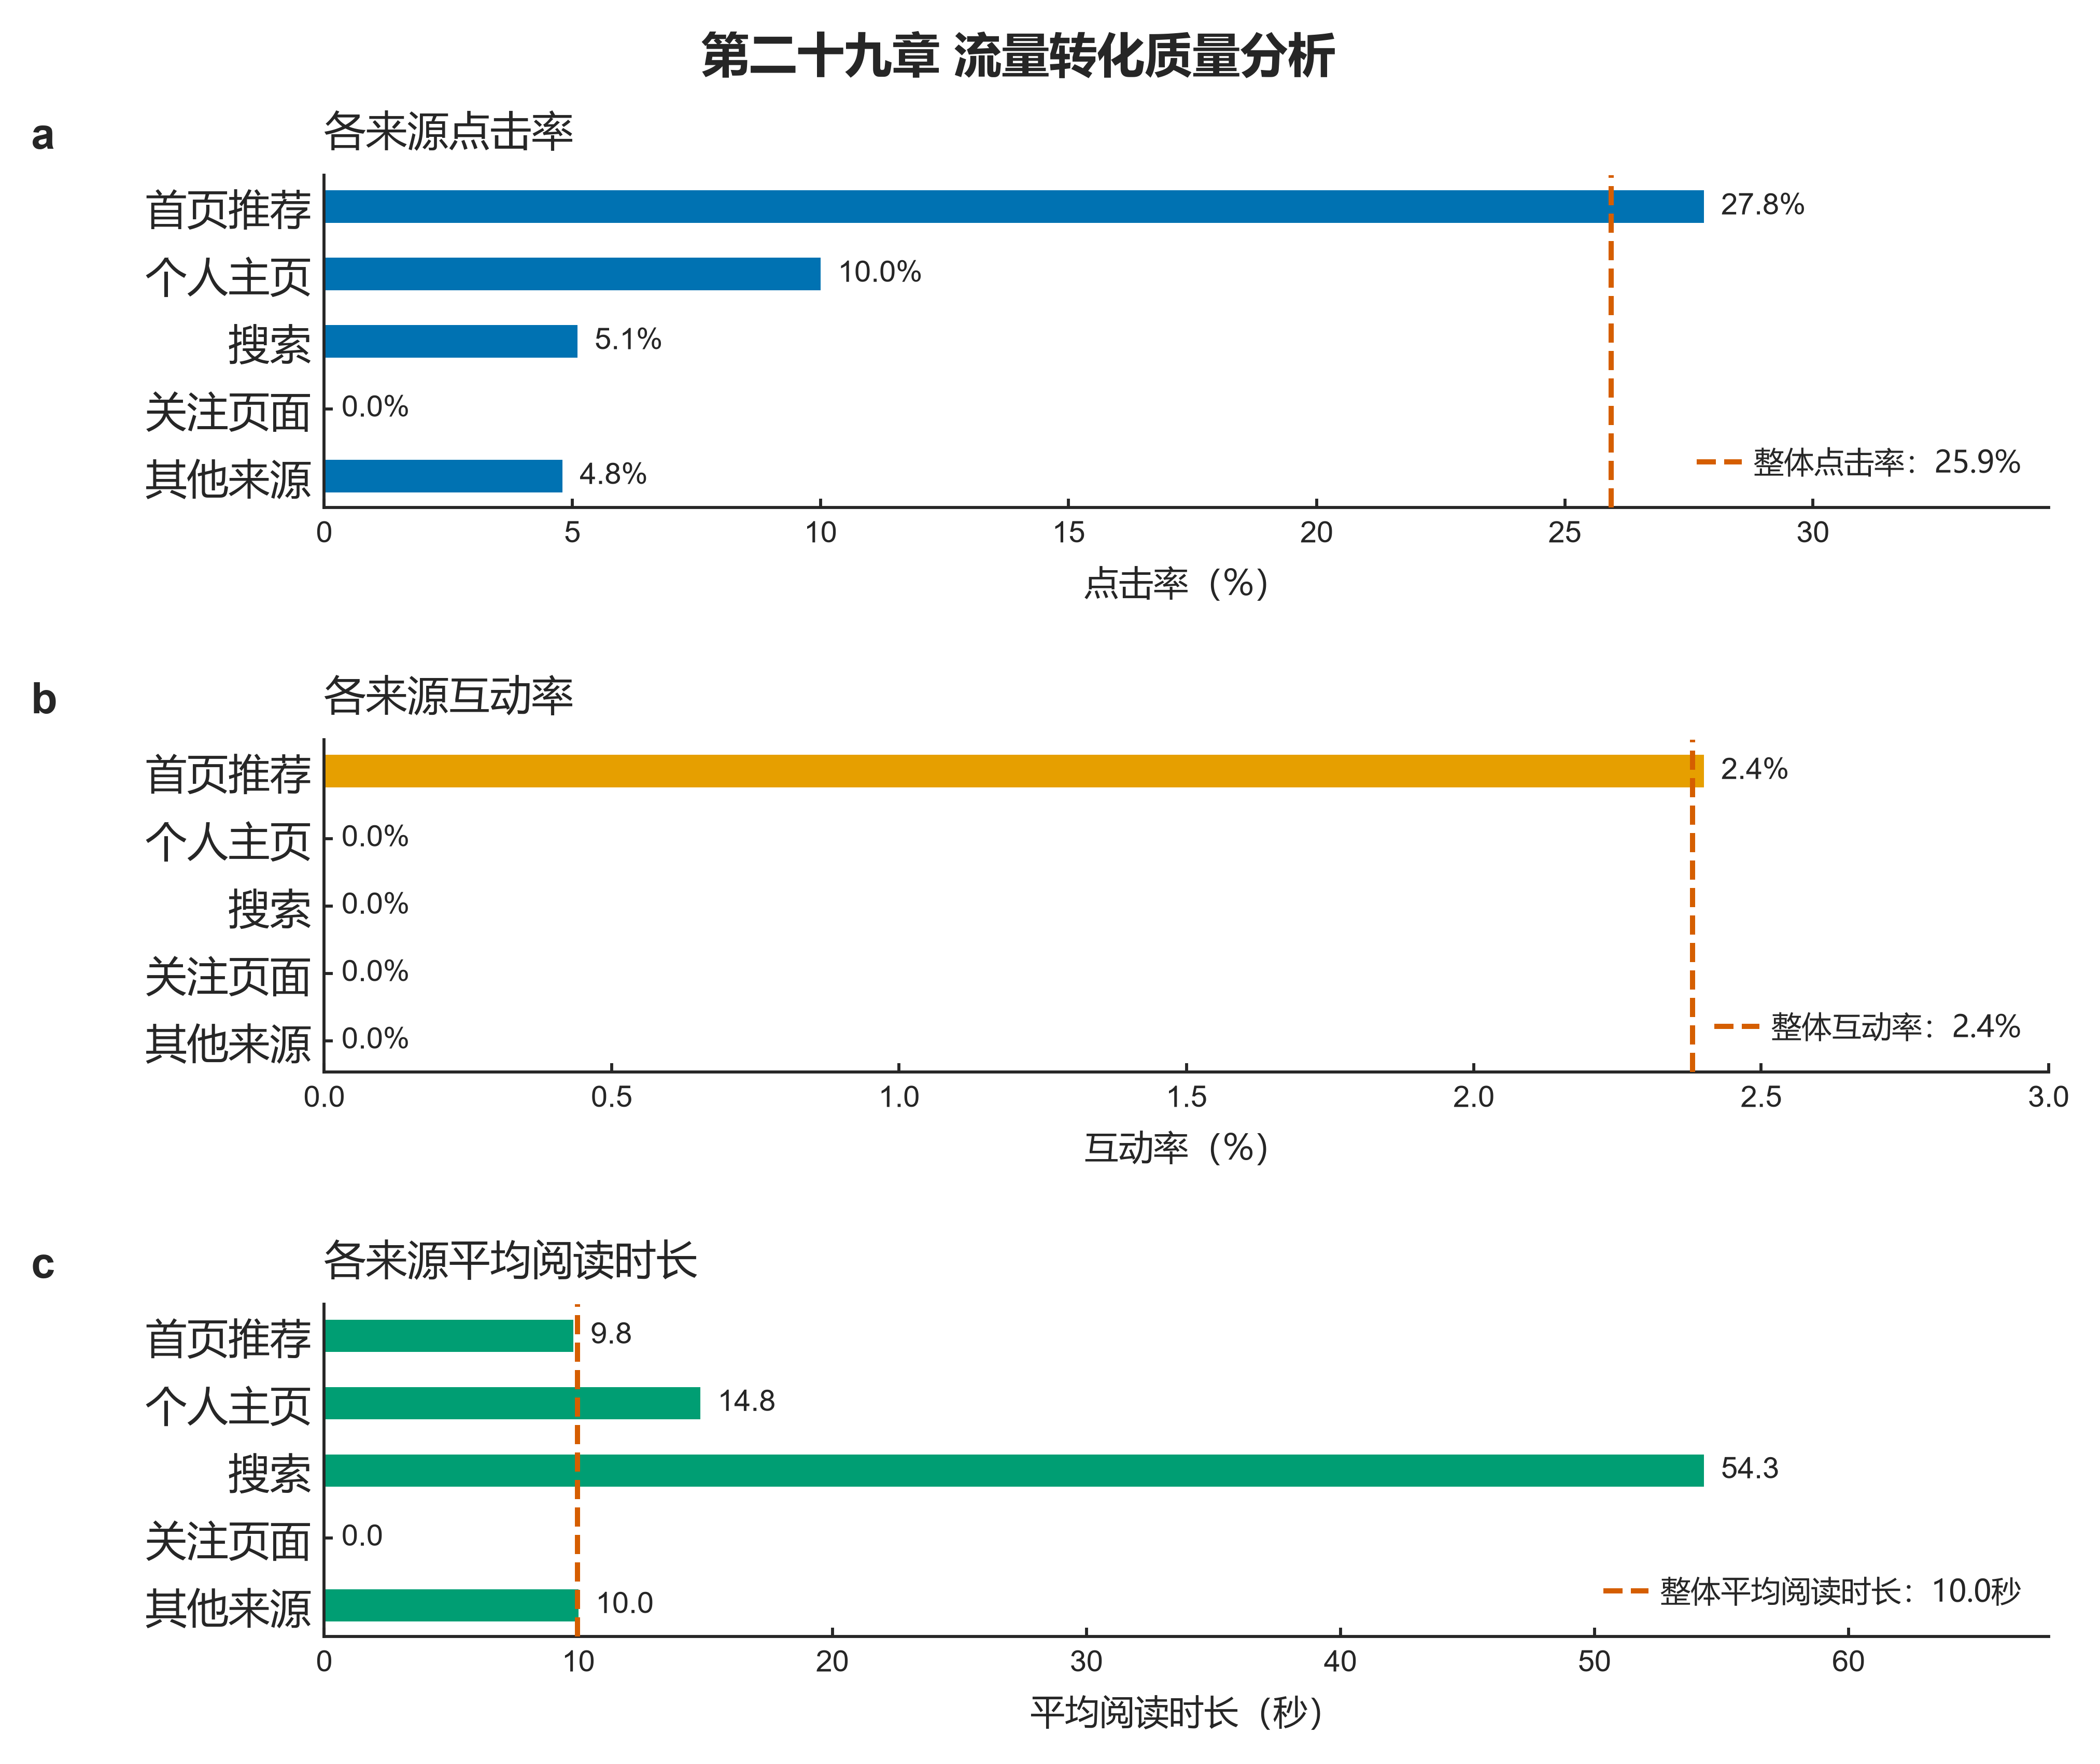 第二十九章 流量转化质量分析
a
各来源点击率
首页推荐 27.8%
个人主页 10.0%
搜索 5.1%
关注页面 0.0%
其他来源 4.8%
整体点击率：25.9%
0 5 10 15 20 25 30
点击率（%）
b
各来源互动率
首页推荐 2.4%
个人主页 0.0%
搜索 0.0%
关注页面 0.0%
其他来源 0.0%
整体互动率：2.4%
0.0 0.5 1.0 1.5 2.0 2.5 3.0
互动率（%）
c
各来源平均阅读时长
首页推荐 9.8
个人主页 14.8
搜索 54.3
关注页面 0.0
其他来源 10.0
整体平均阅读时长：10.0秒
0 10 20 30 40 50 60
平均阅读时长（秒）